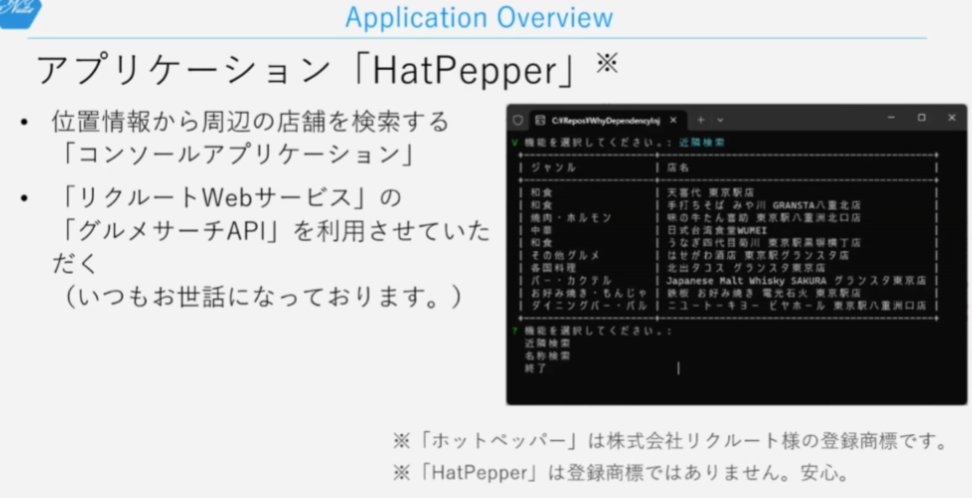 Application Overview
アプリケーション「HatPepper」※
• 位置情報から周辺の店舗を検索する
「コンソールアプリケーション」
• 「リクルートWebサービス」の
「グルメサーチAPI」を利用させていた
だく
（いつもお世話になっております。）
C:¥Repos¥WhyDependencyInj
機能を選択してください。: 近隣検索
ジャンル 店名
和食 天喜代 東京駅店
和食 手打ちそば みや川 GRANSTA八重北店
焼肉・ホルモン 味の牛たん喜助 東京駅八重洲北口店
中華 日式台湾食堂WUMEI
和食 うなぎ四代目菊川 東京駅黒塀横丁店
その他グルメ はせがわ酒店 東京駅グランスタ店
各国料理 北出タコス グランスタ東京店
バー・カクテル Japanese Malt Whisky SAKURA グランスタ東京店
お好み焼き・もんじゃ 鉄板 お好み焼き 電光石火 東京駅店
ダイニングバー・バル ニユートーキヨー ビヤホール 東京駅八重洲口店
? 機能を選択してください。:
近隣検索
名称検索
終了
※「ホットペッパー」は株式会社リクルート様の登録商標です。
※「HatPepper」は登録商標ではありません。安心。